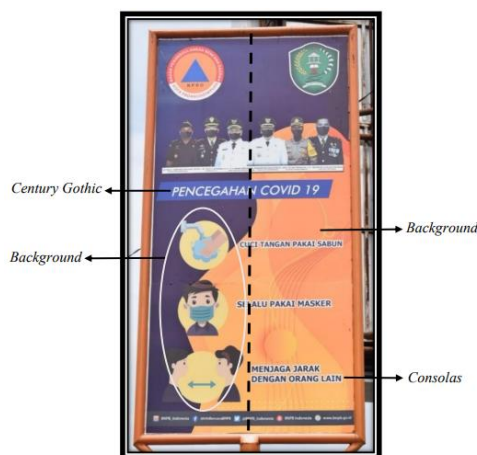 BNPB
Century Gothic
PENCEGAHAN COVID 19
Background
Background
CUCI TANGAN PAKAI SABUN
SELALU PAKAI MASKER
MENJAGA JARAK
DENGAN ORANG LAIN
Consolas